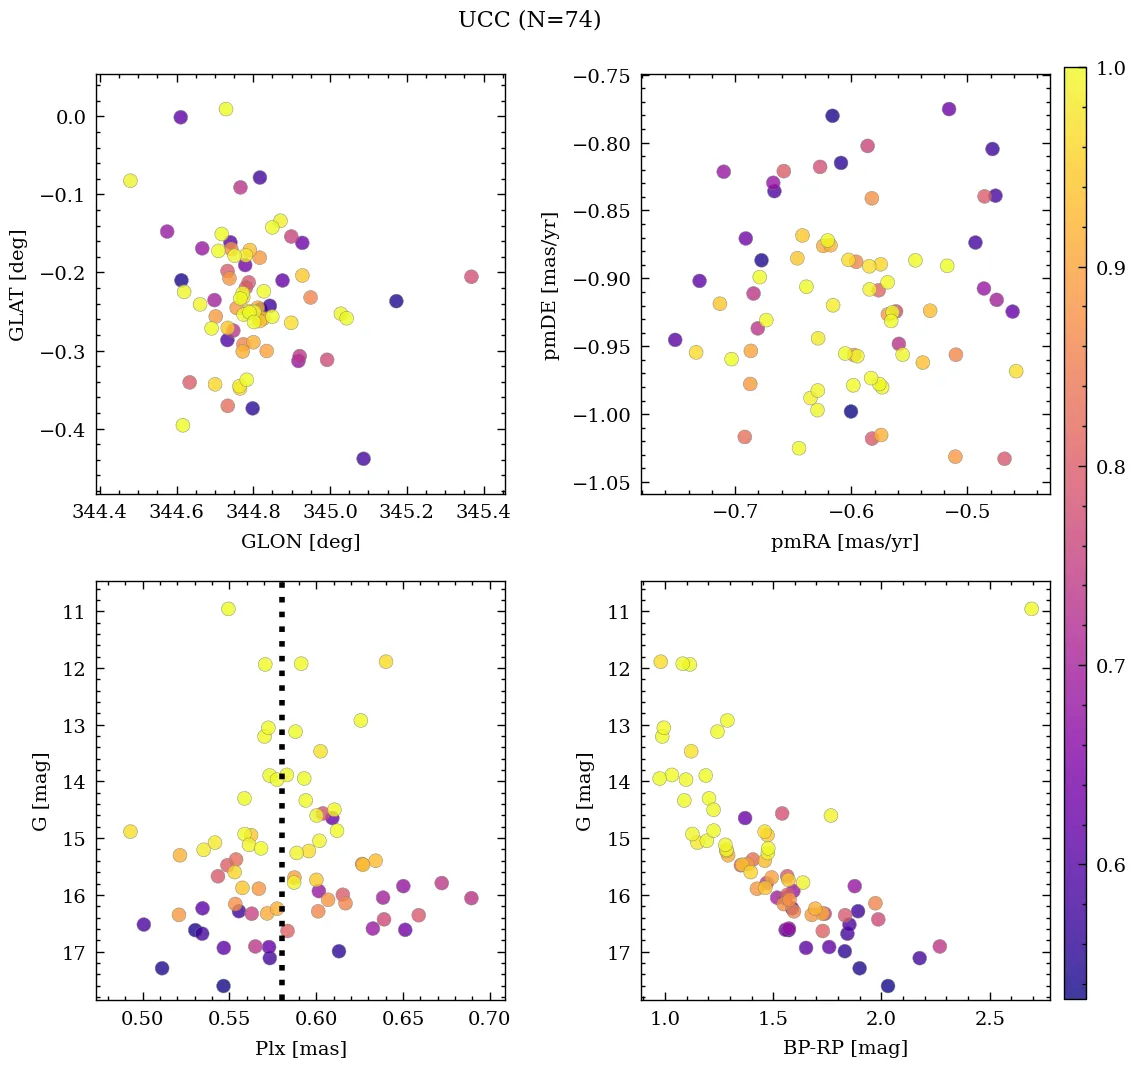 UCC (N=74)
0.0
−0.1
−0.2
−0.3
−0.4
GLAT [deg]
344.4 344.6 344.8 345.0 345.2 345.4
GLON [deg]
−0.75
−0.80
−0.85
−0.90
−0.95
−1.00
−1.05
pmDE [mas/yr]
−0.7 −0.6 −0.5
pmRA [mas/yr]
1.0
0.9
0.8
0.7
0.6
11
12
13
14
15
16
17
G [mag]
0.50 0.55 0.60 0.65 0.70
Plx [mas]
11
12
13
14
15
16
17
G [mag]
1.0 1.5 2.0 2.5
BP-RP [mag]